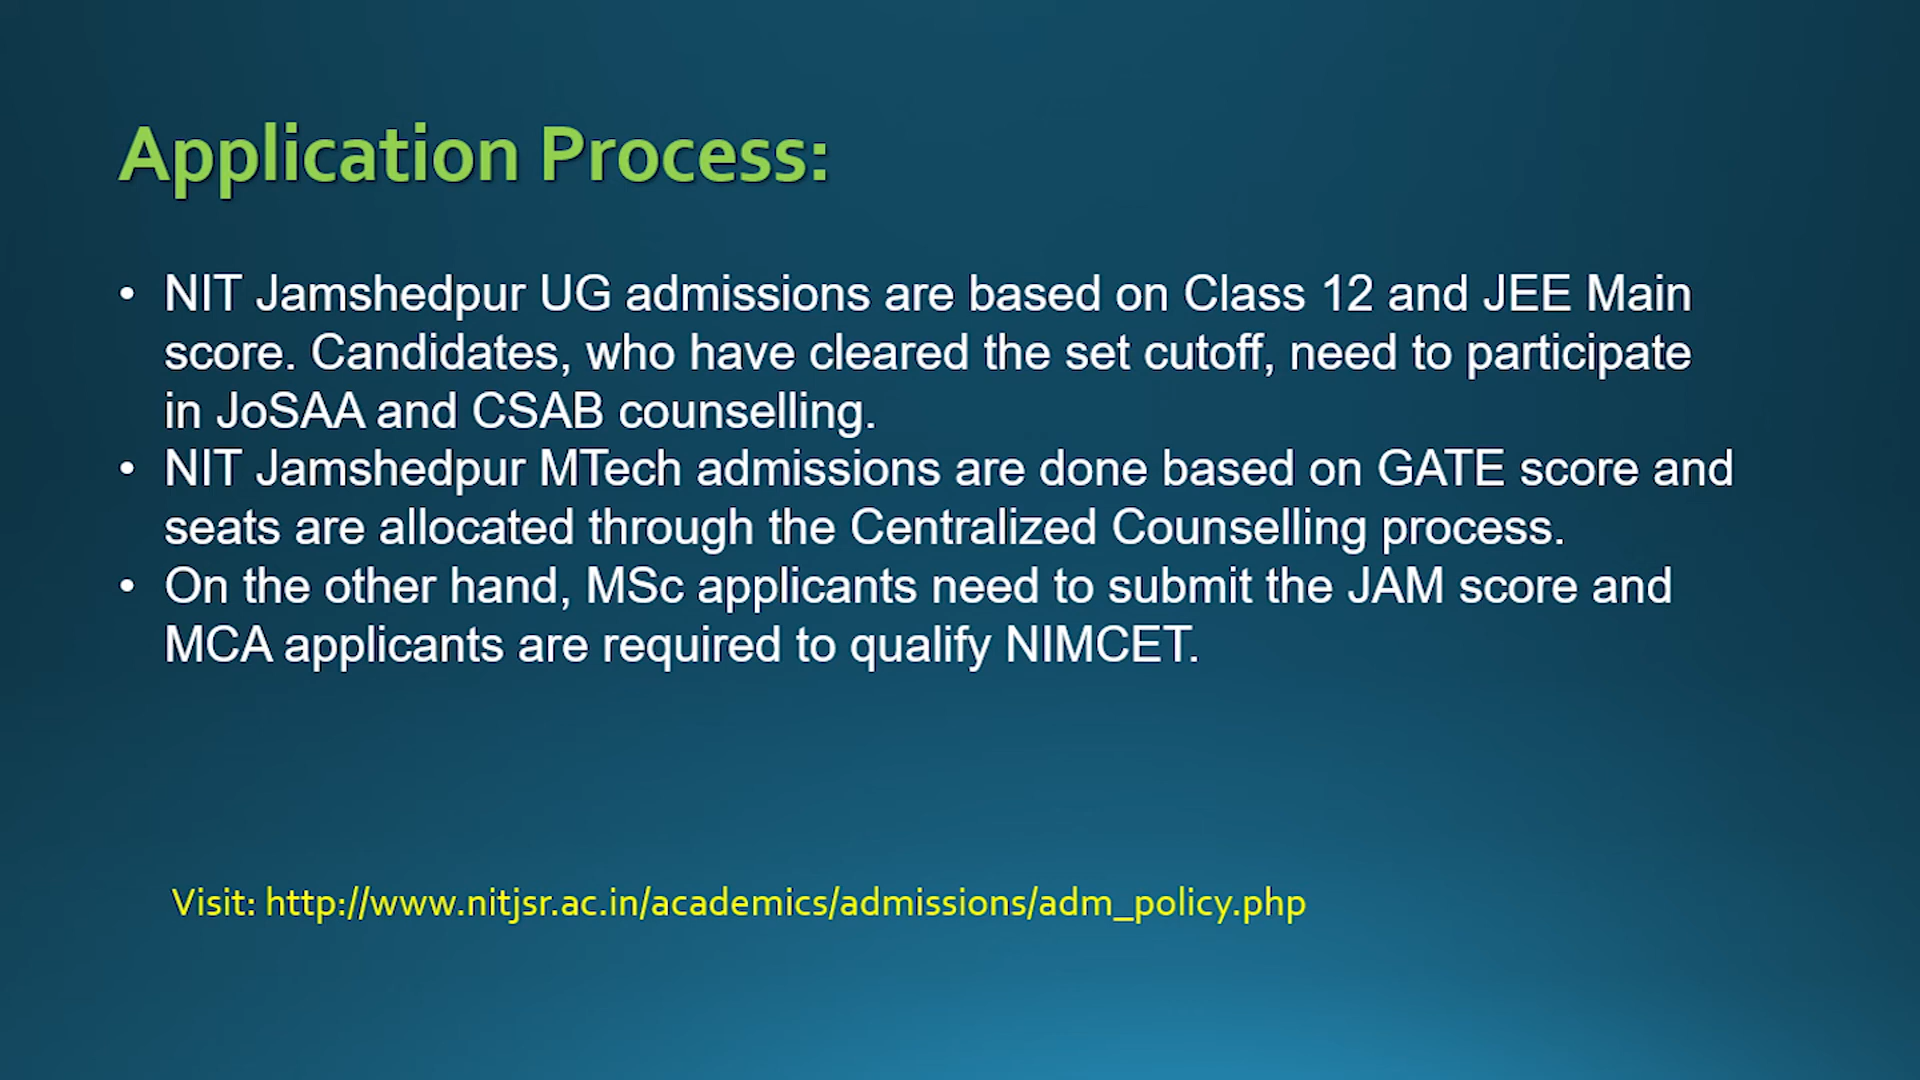 Application Process:
• NIT Jamshedpur UG admissions are based on Class 12 and JEE Main
score. Candidates, who have cleared the set cutoff, need to participate
in JoSAA and CSAB counselling.
• NIT Jamshedpur MTech admissions are done based on GATE score and
seats are allocated through the Centralized Counselling process.
• On the other hand, MSc applicants need to submit the JAM score and
MCA applicants are required to qualify NIMCET.
Visit: http://www.nitjsr.ac.in/academics/admissions/adm_policy.php